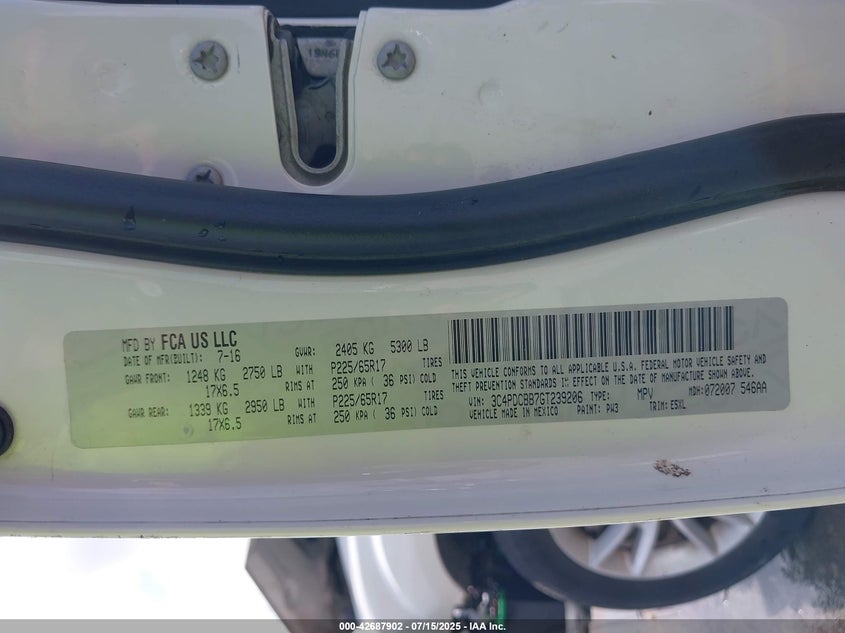 MFD BY FCA US LLC
DATE OF MFR(BUILT): 7-16 GVWR: 2405 KG 5300 LB
GAWR FRONT: 1248 KG 2750 LB WITH P225/65R17 TIRES
17X6.5 RIMS AT 250 KPA ( 36 PSI) COLD
GAWR REAR: 1339 KG 2950 LB WITH P225/65R17 TIRES
17X6.5 RIMS AT 250 KPA ( 36 PSI) COLD
THIS VEHICLE CONFORMS TO ALL APPLICABLE U.S.A. FEDERAL MOTOR VEHICLE SAFETY AND
THEFT PREVENTION STANDARDS IN EFFECT ON THE DATE OF MANUFACTURE SHOWN ABOVE.
VIN: 3C4PDCBB7GT239206 TYPE: MPV MDH: 072007 546AA
VEHICLE MADE IN MEXICO PAINT: PW3 TRIM: E5XL
000-42687902 - 07/15/2025 - IAA Inc.